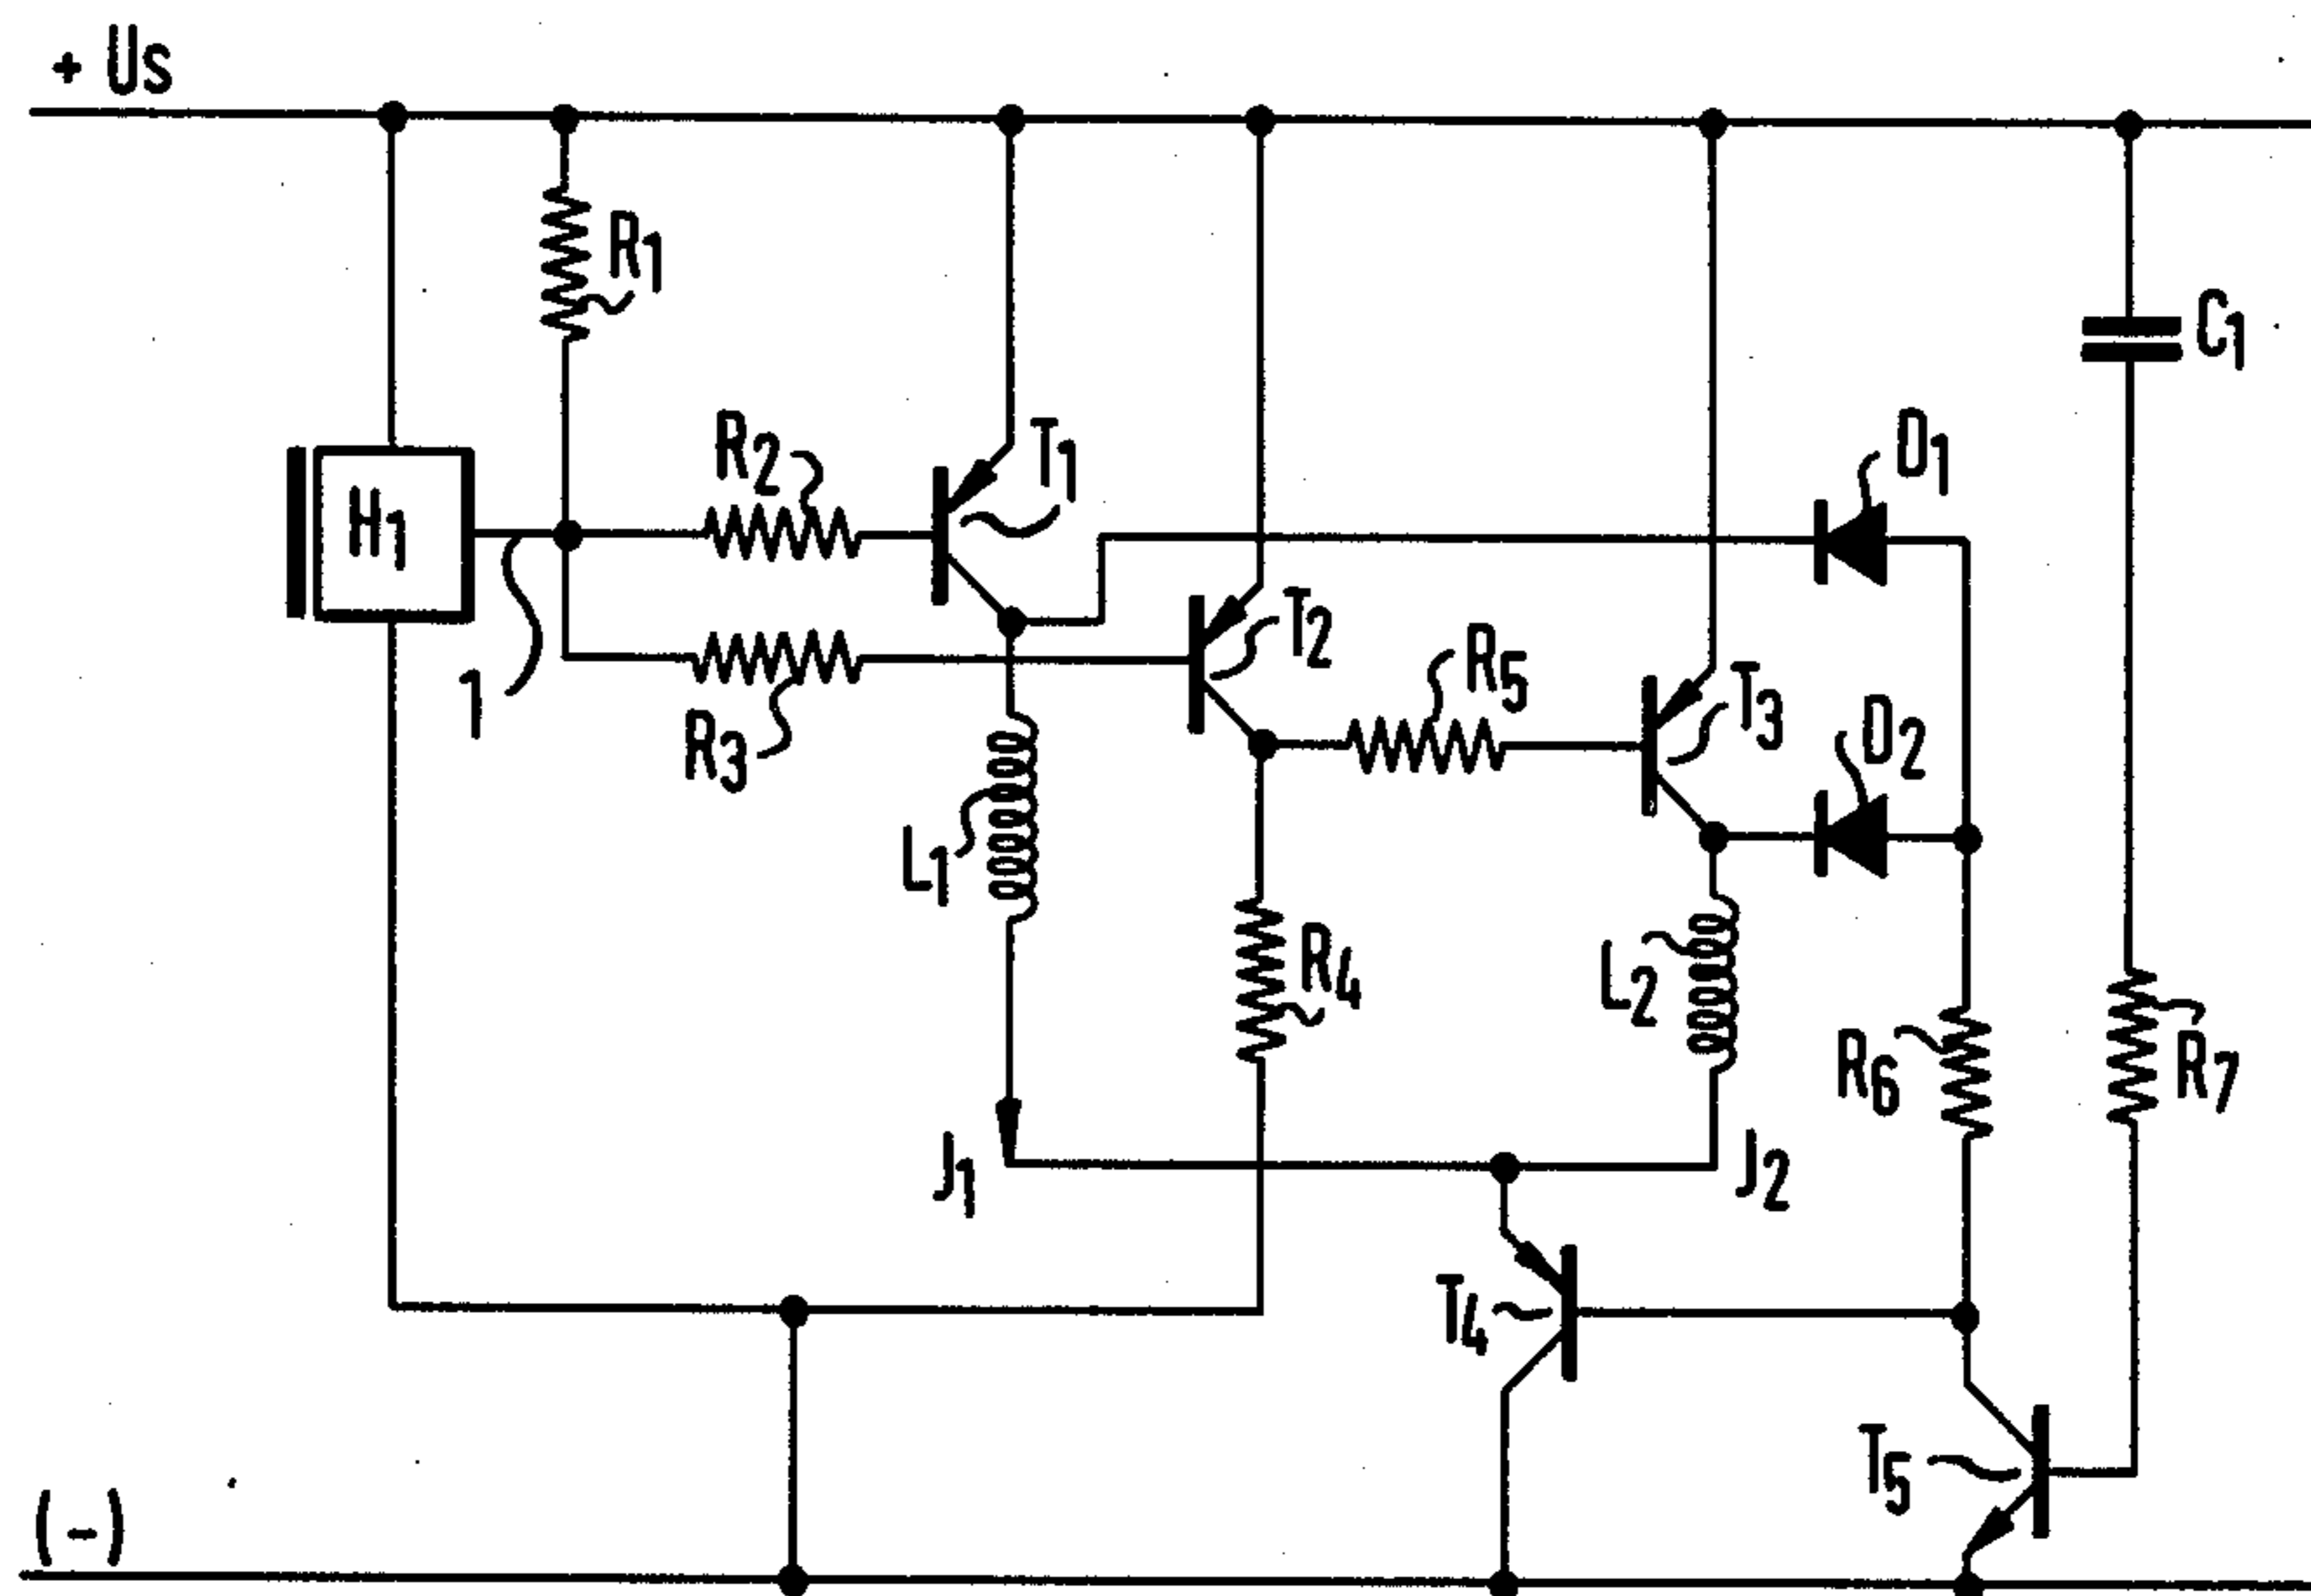 + Us
R1
C1
R2
T1
D1
H1
T2
R5
T3
D2
1
R3
L1
R4
L2
R6
R7
J1
J2
T4
T5
(-)